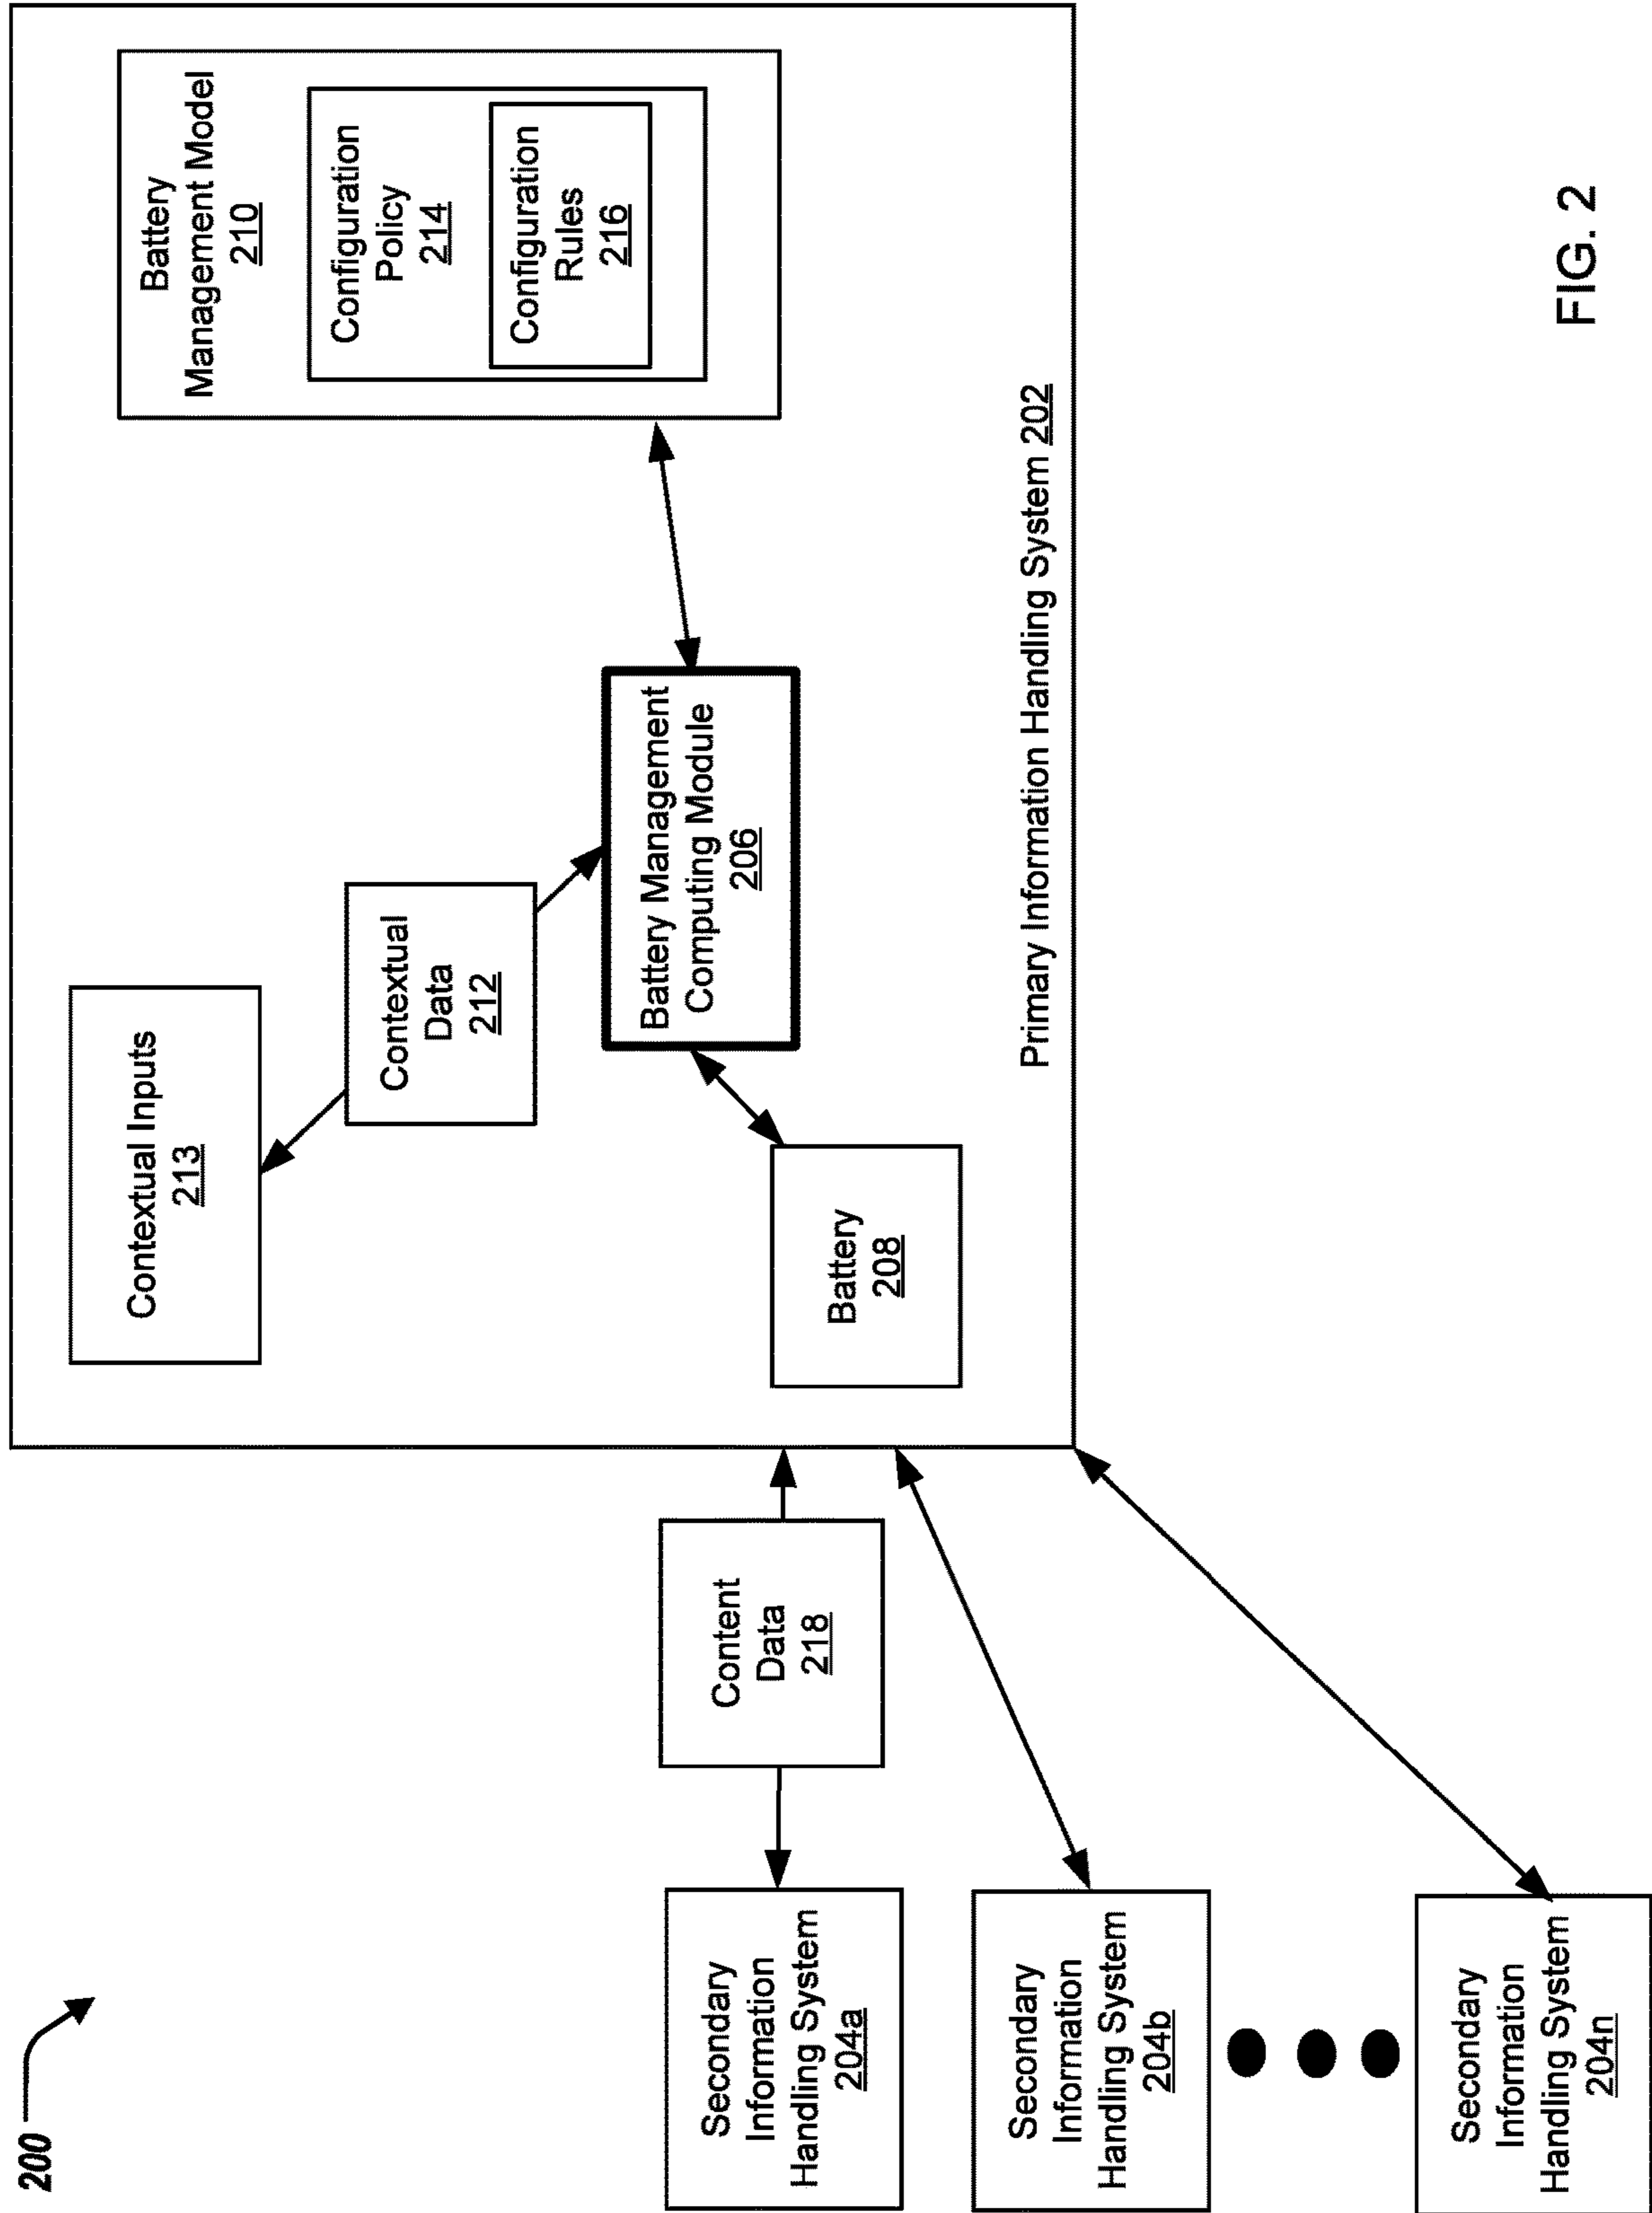 200
Contextual Inputs
213
Contextual
Data
212
Battery
Management Model
210
Configuration
Policy
214
Configuration
Rules
216
Battery Management
Computing Module
206
Battery
208
Primary Information Handling System 202
Content
Data
218
Secondary
Information
Handling System
204a
Secondary
Information
Handling System
204b
Secondary
Information
Handling System
204n
FIG. 2